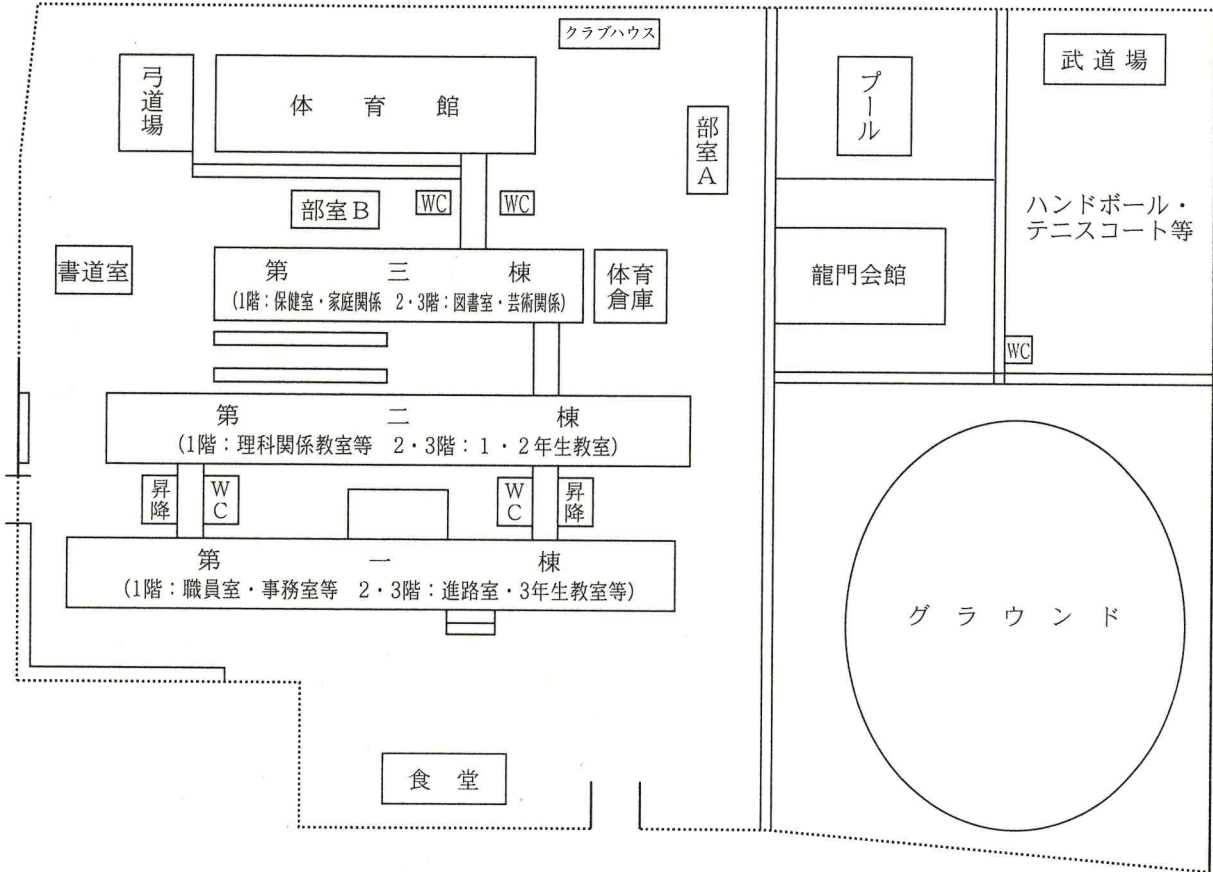 クラブハウス
武道場
弓道場
体育館
プール
部室A
部室B
WC
WC
ハンドボール・
テニスコート等
書道室
第三棟
(1階：保健室・家庭関係 2・3階：図書室・芸術関係)
体育
倉庫
龍門会館
WC
第二棟
(1階：理科関係教室等 2・3階：1・2年生教室)
昇降
WC
WC
昇降
第一棟
(1階：職員室・事務室等 2・3階：進路室・3年生教室等)
グラウンド
食堂